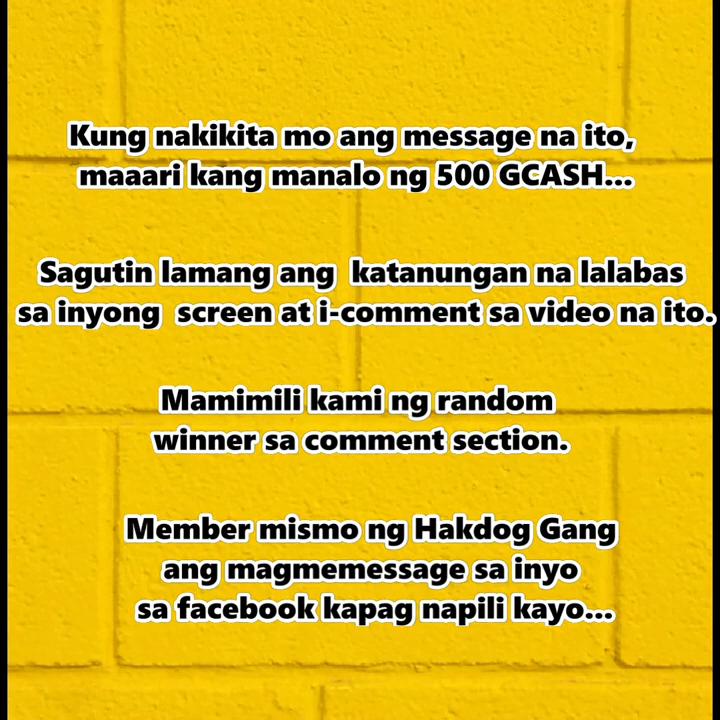 Kung nakikita mo ang message na ito,
maaari kang manalo ng 500 GCASH...
Sagutin lamang ang katanungan na lalabas
sa inyong screen at i-comment sa video na ito.
Mamimili kami ng random
winner sa comment section.
Member mismo ng Hakdog Gang
ang magmemessage sa inyo
sa facebook kapag napili kayo...